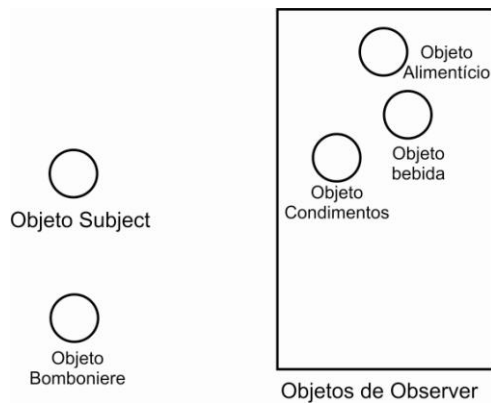 Objeto
Alimentício
Objeto
bebida
Objeto
Condimentos
Objeto Subject
Objeto
Bomboniere
Objetos de Observer